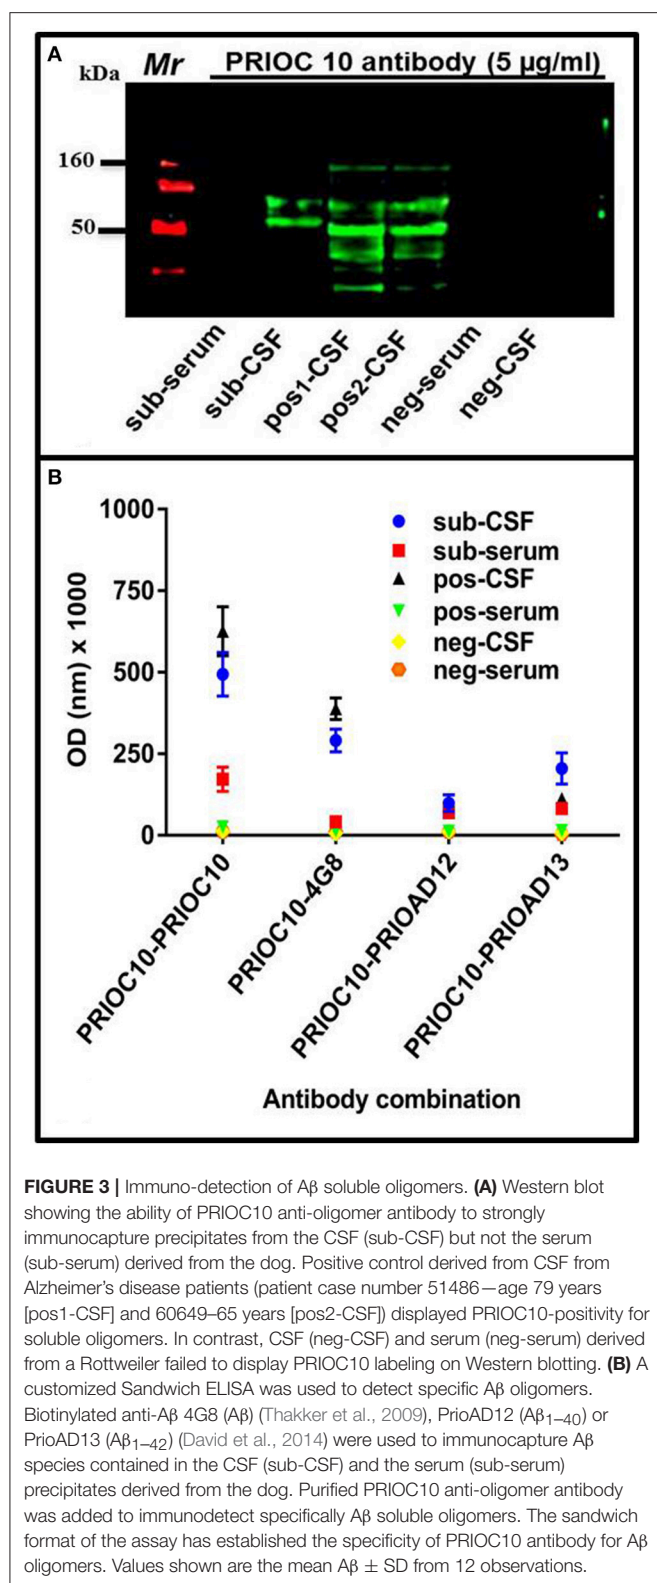 A
kDa
Mr
PRIOC 10 antibody (5 µg/ml)
160
50
sub-serum
sub-CSF
pos1-CSF
pos2-CSF
neg-serum
neg-CSF
B
1000
750
500
250
0
OD (nm) x 1000
sub-CSF
sub-serum
pos-CSF
pos-serum
neg-CSF
neg-serum
PRIOC10-PRIOC10
PRIOC10-4G8
PRIOC10-PRIOAD12
PRIOC10-PRIOAD13
Antibody combination
FIGURE 3 | Immuno-detection of Aβ soluble oligomers. (A) Western blot
showing the ability of PRIOC10 anti-oligomer antibody to strongly
immunocapture precipitates from the CSF (sub-CSF) but not the serum
(sub-serum) derived from the dog. Positive control derived from CSF from
Alzheimer's disease patients (patient case number 51486—age 79 years
[pos1-CSF] and 60649–65 years [pos2-CSF]) displayed PRIOC10-positivity for
soluble oligomers. In contrast, CSF (neg-CSF) and serum (neg-serum) derived
from a Rottweiler failed to display PRIOC10 labeling on Western blotting. (B) A
customized Sandwich ELISA was used to detect specific Aβ oligomers.
Biotinylated anti-Aβ 4G8 (Aβ) (Thakker et al., 2009), PrioAD12 (Aβ1–40) or
PrioAD13 (Aβ1–42) (David et al., 2014) were used to immunocapture Aβ
species contained in the CSF (sub-CSF) and the serum (sub-serum)
precipitates derived from the dog. Purified PRIOC10 anti-oligomer antibody
was added to immunodetect specifically Aβ soluble oligomers. The sandwich
format of the assay has established the specificity of PRIOC10 antibody for Aβ
oligomers. Values shown are the mean Aβ ± SD from 12 observations.